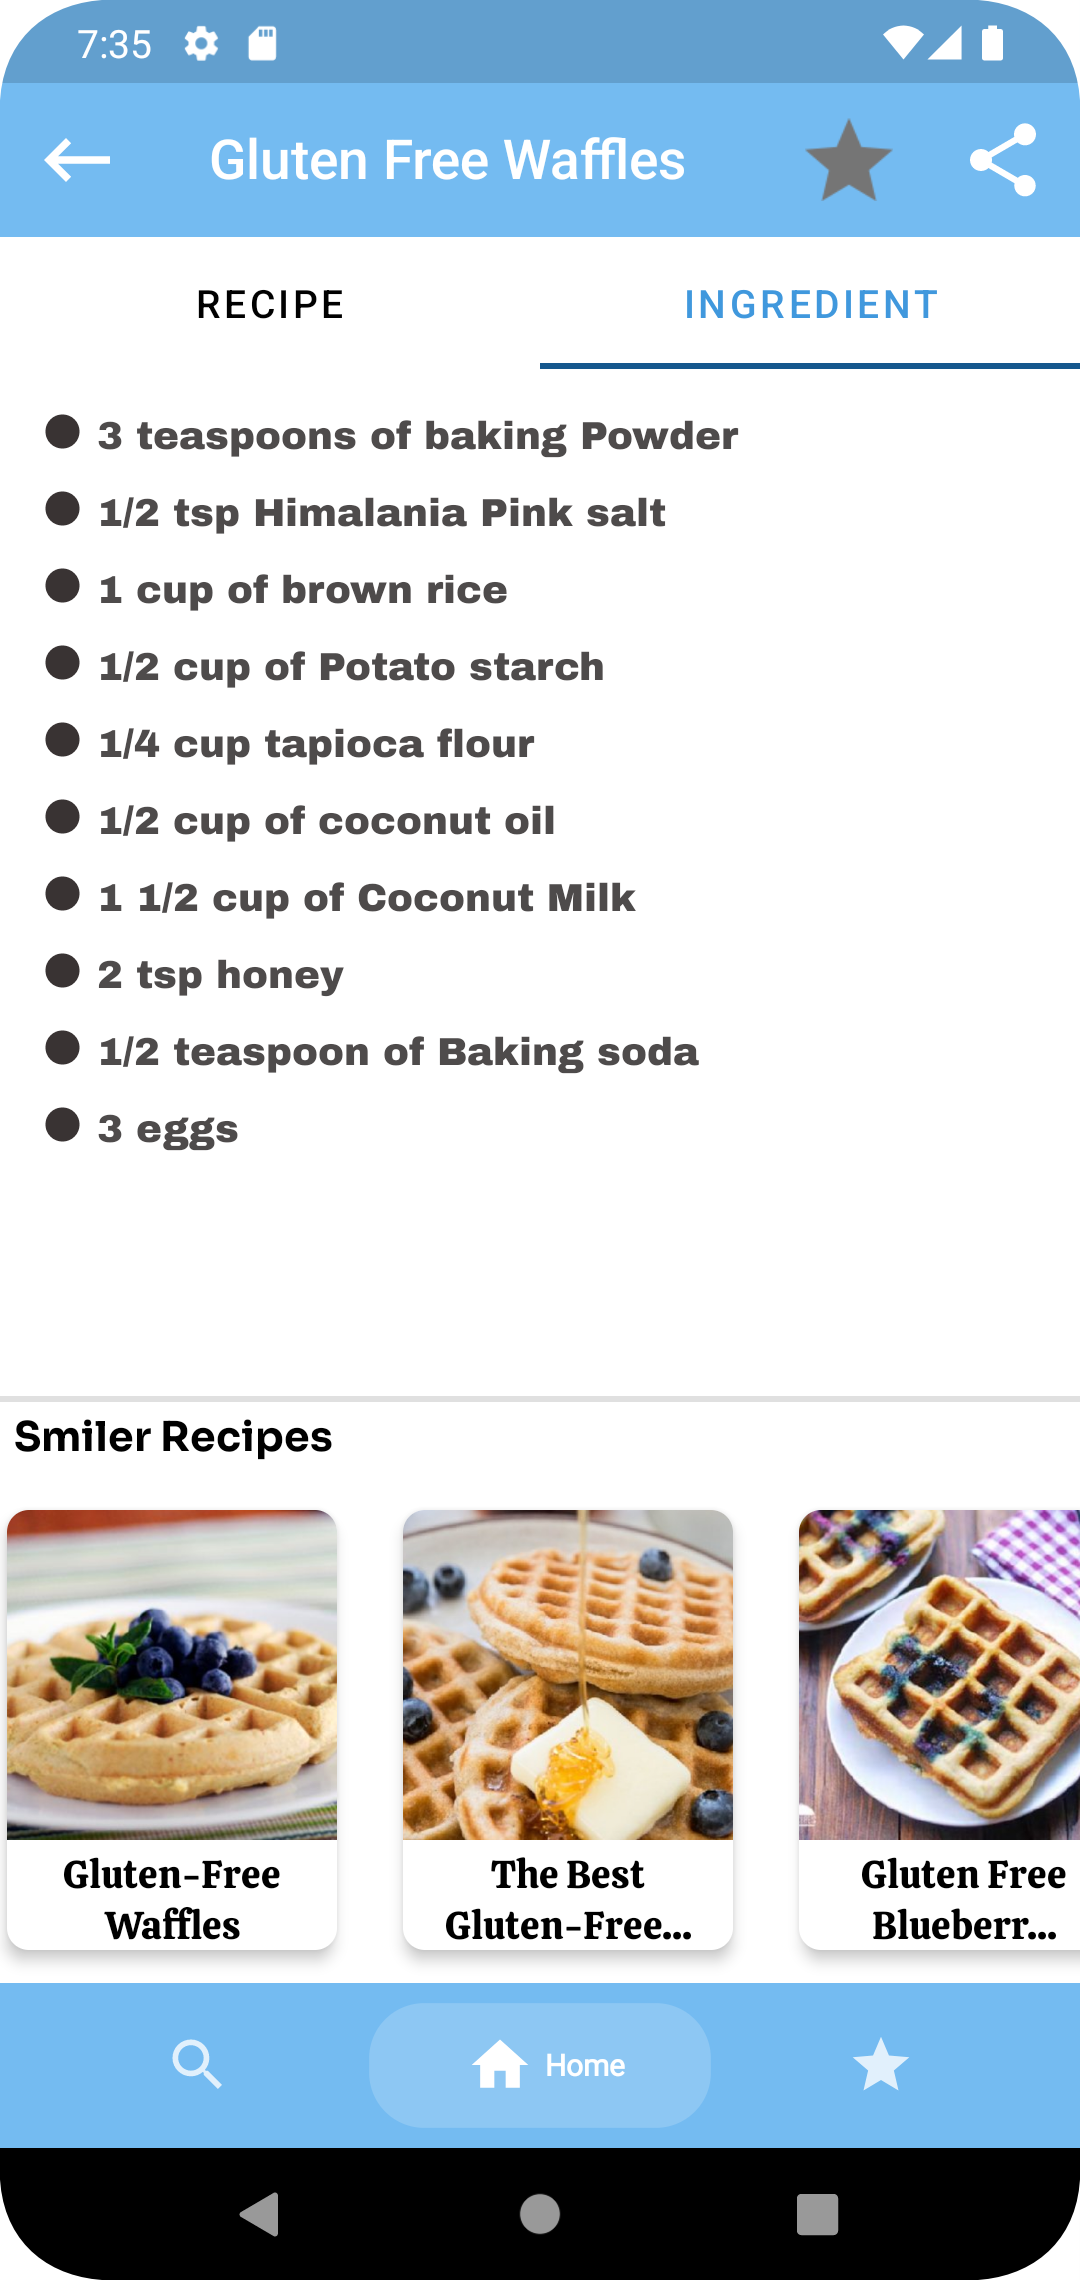 7:35
Gluten Free Waffles
RECIPE
INGREDIENT
3 teaspoons of baking Powder
1/2 tsp Himalania Pink salt
1 cup of brown rice
1/2 cup of Potato starch
1/4 cup tapioca flour
1/2 cup of coconut oil
1 1/2 cup of Coconut Milk
2 tsp honey
1/2 teaspoon of Baking soda
3 eggs
Smiler Recipes
Gluten-Free
Waffles
The Best
Gluten-Free...
Gluten Free
Blueberr...
Home